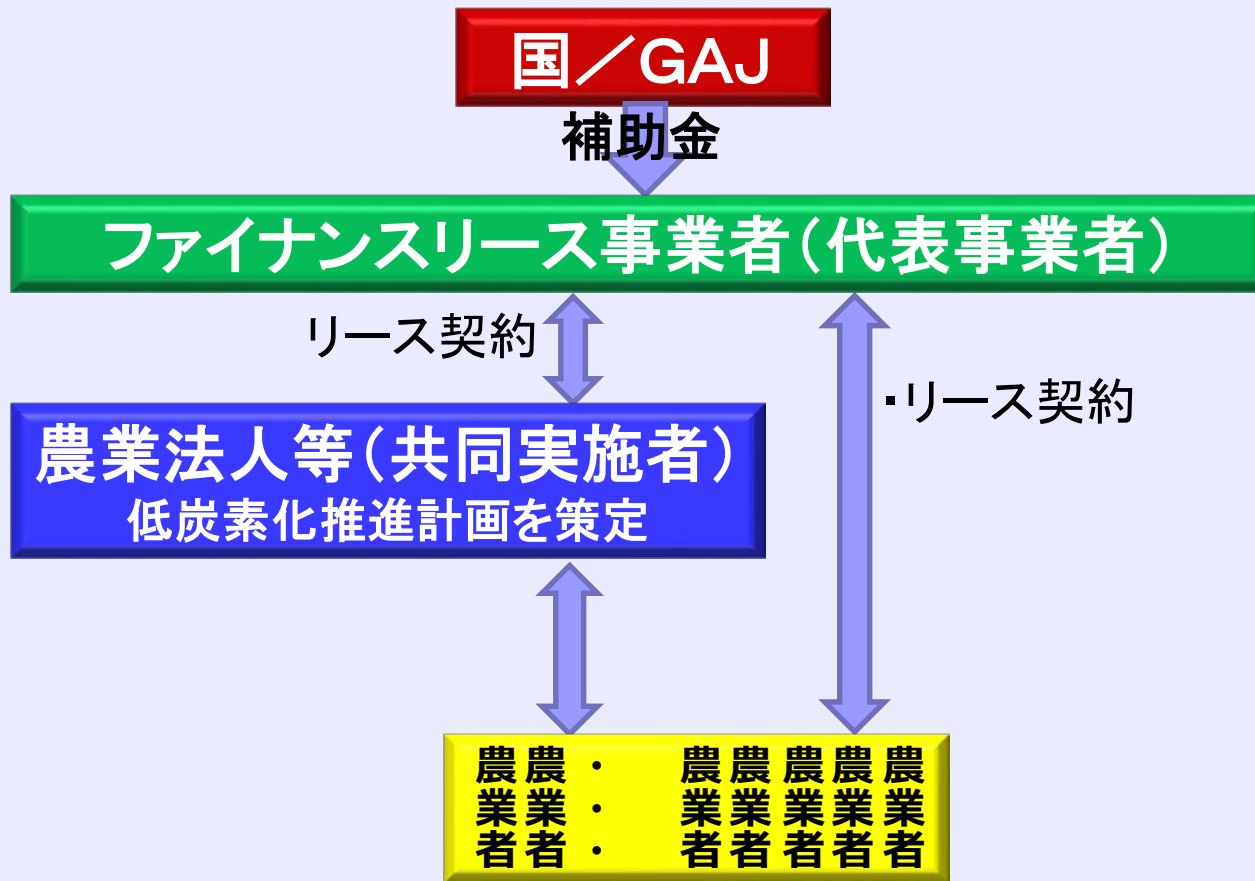 国／GAJ
補助金
ファイナンスリース事業者（代表事業者）
リース契約
・リース契約
農業法人等（共同実施者）
低炭素化推進計画を策定
農業者
農業者
農業者
農業者
農業者
・・・
農業者
農業者